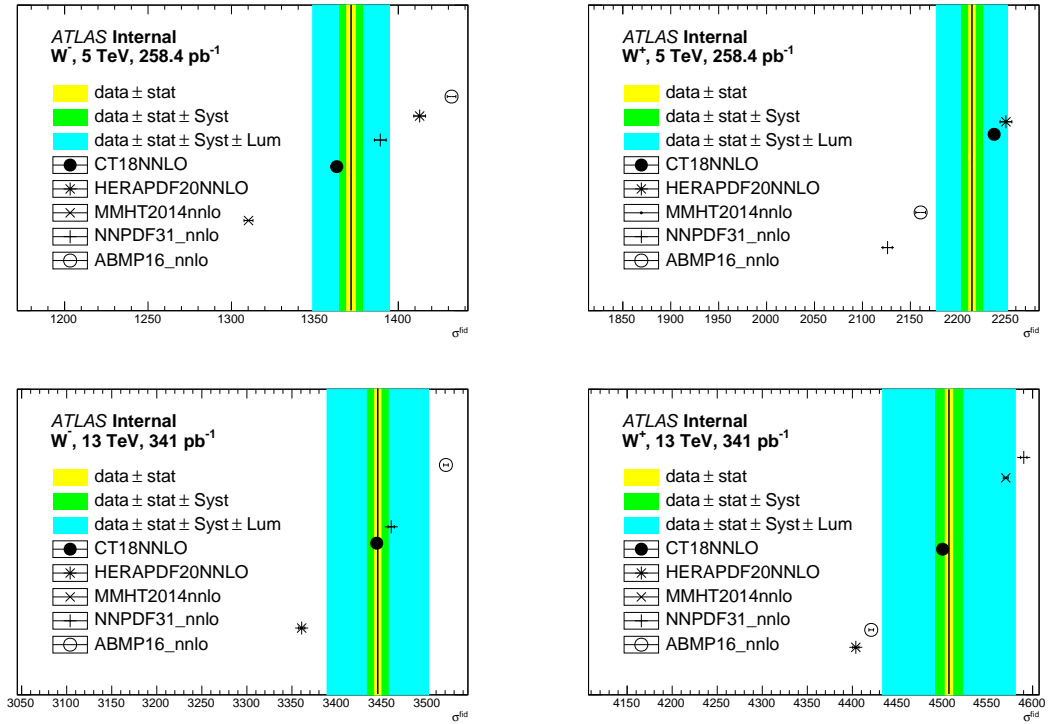 ATLAS Internal
W⁻, 5 TeV, 258.4 pb⁻¹
data ± stat
data ± stat ± Syst
data ± stat ± Syst ± Lum
CT18NNLO
HERAPDF20NNLO
MMHT2014nnlo
NNPDF31_nnlo
ABMP16_nnlo
1200 1300 1400
σ^fid
ATLAS Internal
W⁺, 5 TeV, 258.4 pb⁻¹
data ± stat
data ± stat ± Syst
data ± stat ± Syst ± Lum
CT18NNLO
HERAPDF20NNLO
MMHT2014nnlo
NNPDF31_nnlo
ABMP16_nnlo
1850 1900 1950 2000 2050 2100 2150 2200 2250
σ^fid
ATLAS Internal
W⁻, 13 TeV, 341 pb⁻¹
data ± stat
data ± stat ± Syst
data ± stat ± Syst ± Lum
CT18NNLO
HERAPDF20NNLO
MMHT2014nnlo
NNPDF31_nnlo
ABMP16_nnlo
3050 3100 3150 3200 3250 3300 3350 3400 3450 3500
σ^fid
ATLAS Internal
W⁺, 13 TeV, 341 pb⁻¹
data ± stat
data ± stat ± Syst
data ± stat ± Syst ± Lum
CT18NNLO
HERAPDF20NNLO
MMHT2014nnlo
NNPDF31_nnlo
ABMP16_nnlo
4150 4200 4250 4300 4350 4400 4450 4500 4550 4600
σ^fid